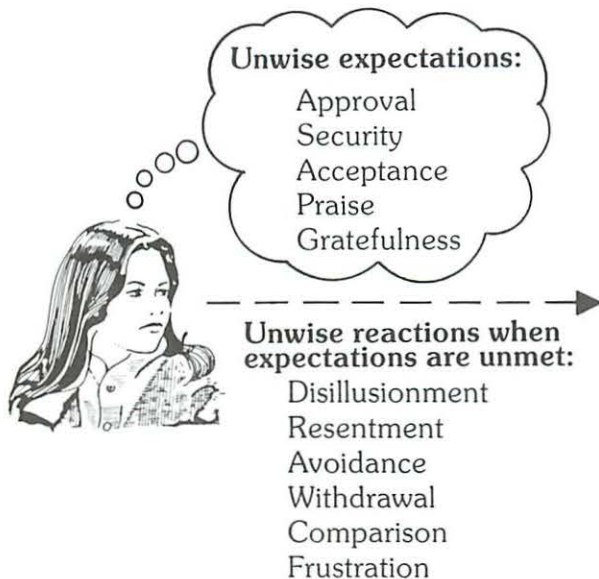 Unwise expectations:
Approval
Security
Acceptance
Praise
Gratefulness
Unwise reactions when
expectations are unmet:
Disillusionment
Resentment
Avoidance
Withdrawal
Comparison
Frustration